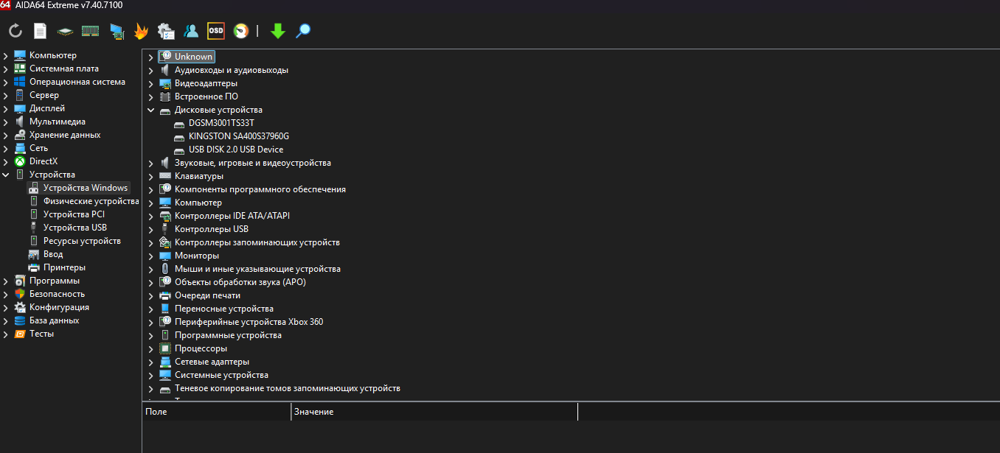 64 AIDA64 Extreme v7.40.7100
OSD
Компьютер
Системная плата
Операционная система
Сервер
Дисплей
Мультимедиа
Хранение данных
Сеть
DirectX
Устройства
Устройства Windows
Физические устройства
Устройства PCI
Устройства USB
Ресурсы устройств
Ввод
Принтеры
Программы
Безопасность
Конфигурация
База данных
Тесты
Unknown
Аудиовходы и аудиовыходы
Видеоадаптеры
Встроенное ПО
Дисковые устройства
DGSM3001TS33T
KINGSTON SA400S37960G
USB DISK 2.0 USB Device
Звуковые, игровые и видеоустройства
Клавиатуры
Компоненты программного обеспечения
Компьютер
Контроллеры IDE ATA/ATAPI
Контроллеры USB
Контроллеры запоминающих устройств
Мониторы
Мыши и иные указывающие устройства
Объекты обработки звука (APO)
Очереди печати
Переносные устройства
Периферийные устройства Xbox 360
Программные устройства
Процессоры
Сетевые адаптеры
Системные устройства
Теневое копирование томов запоминающих устройств
Поле Значение